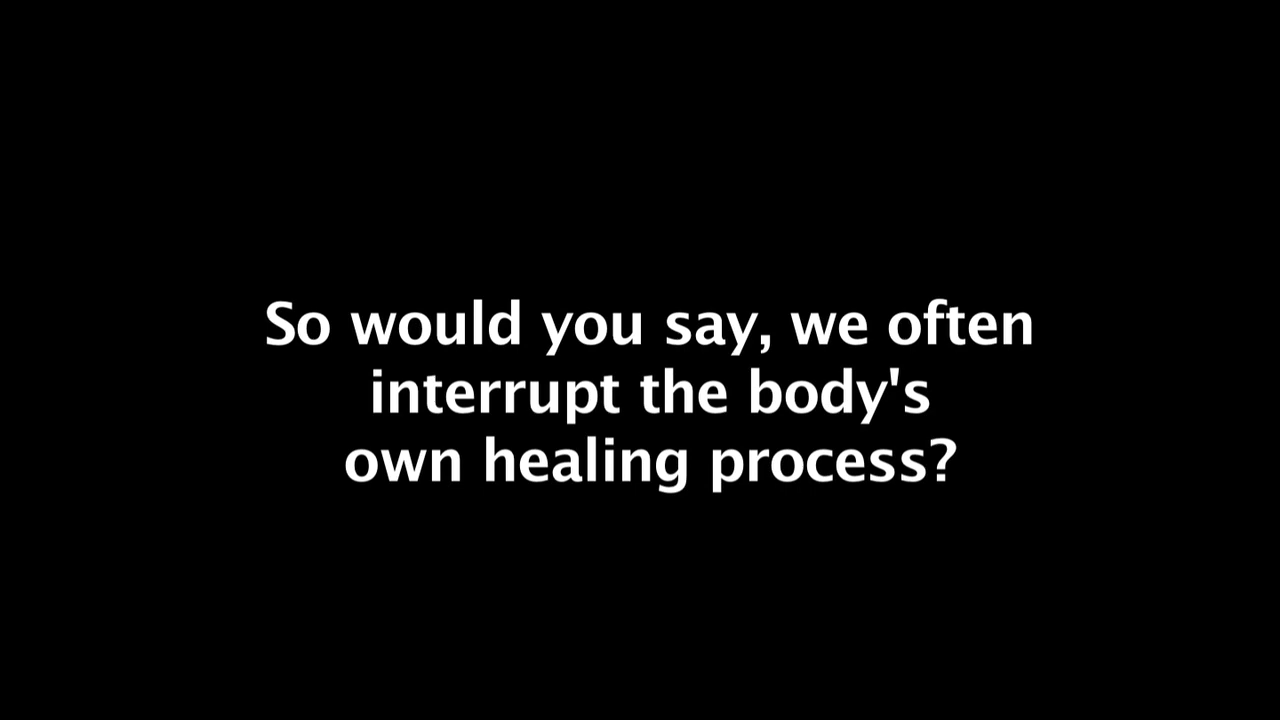 So would you say, we often
interrupt the body's
own healing process?